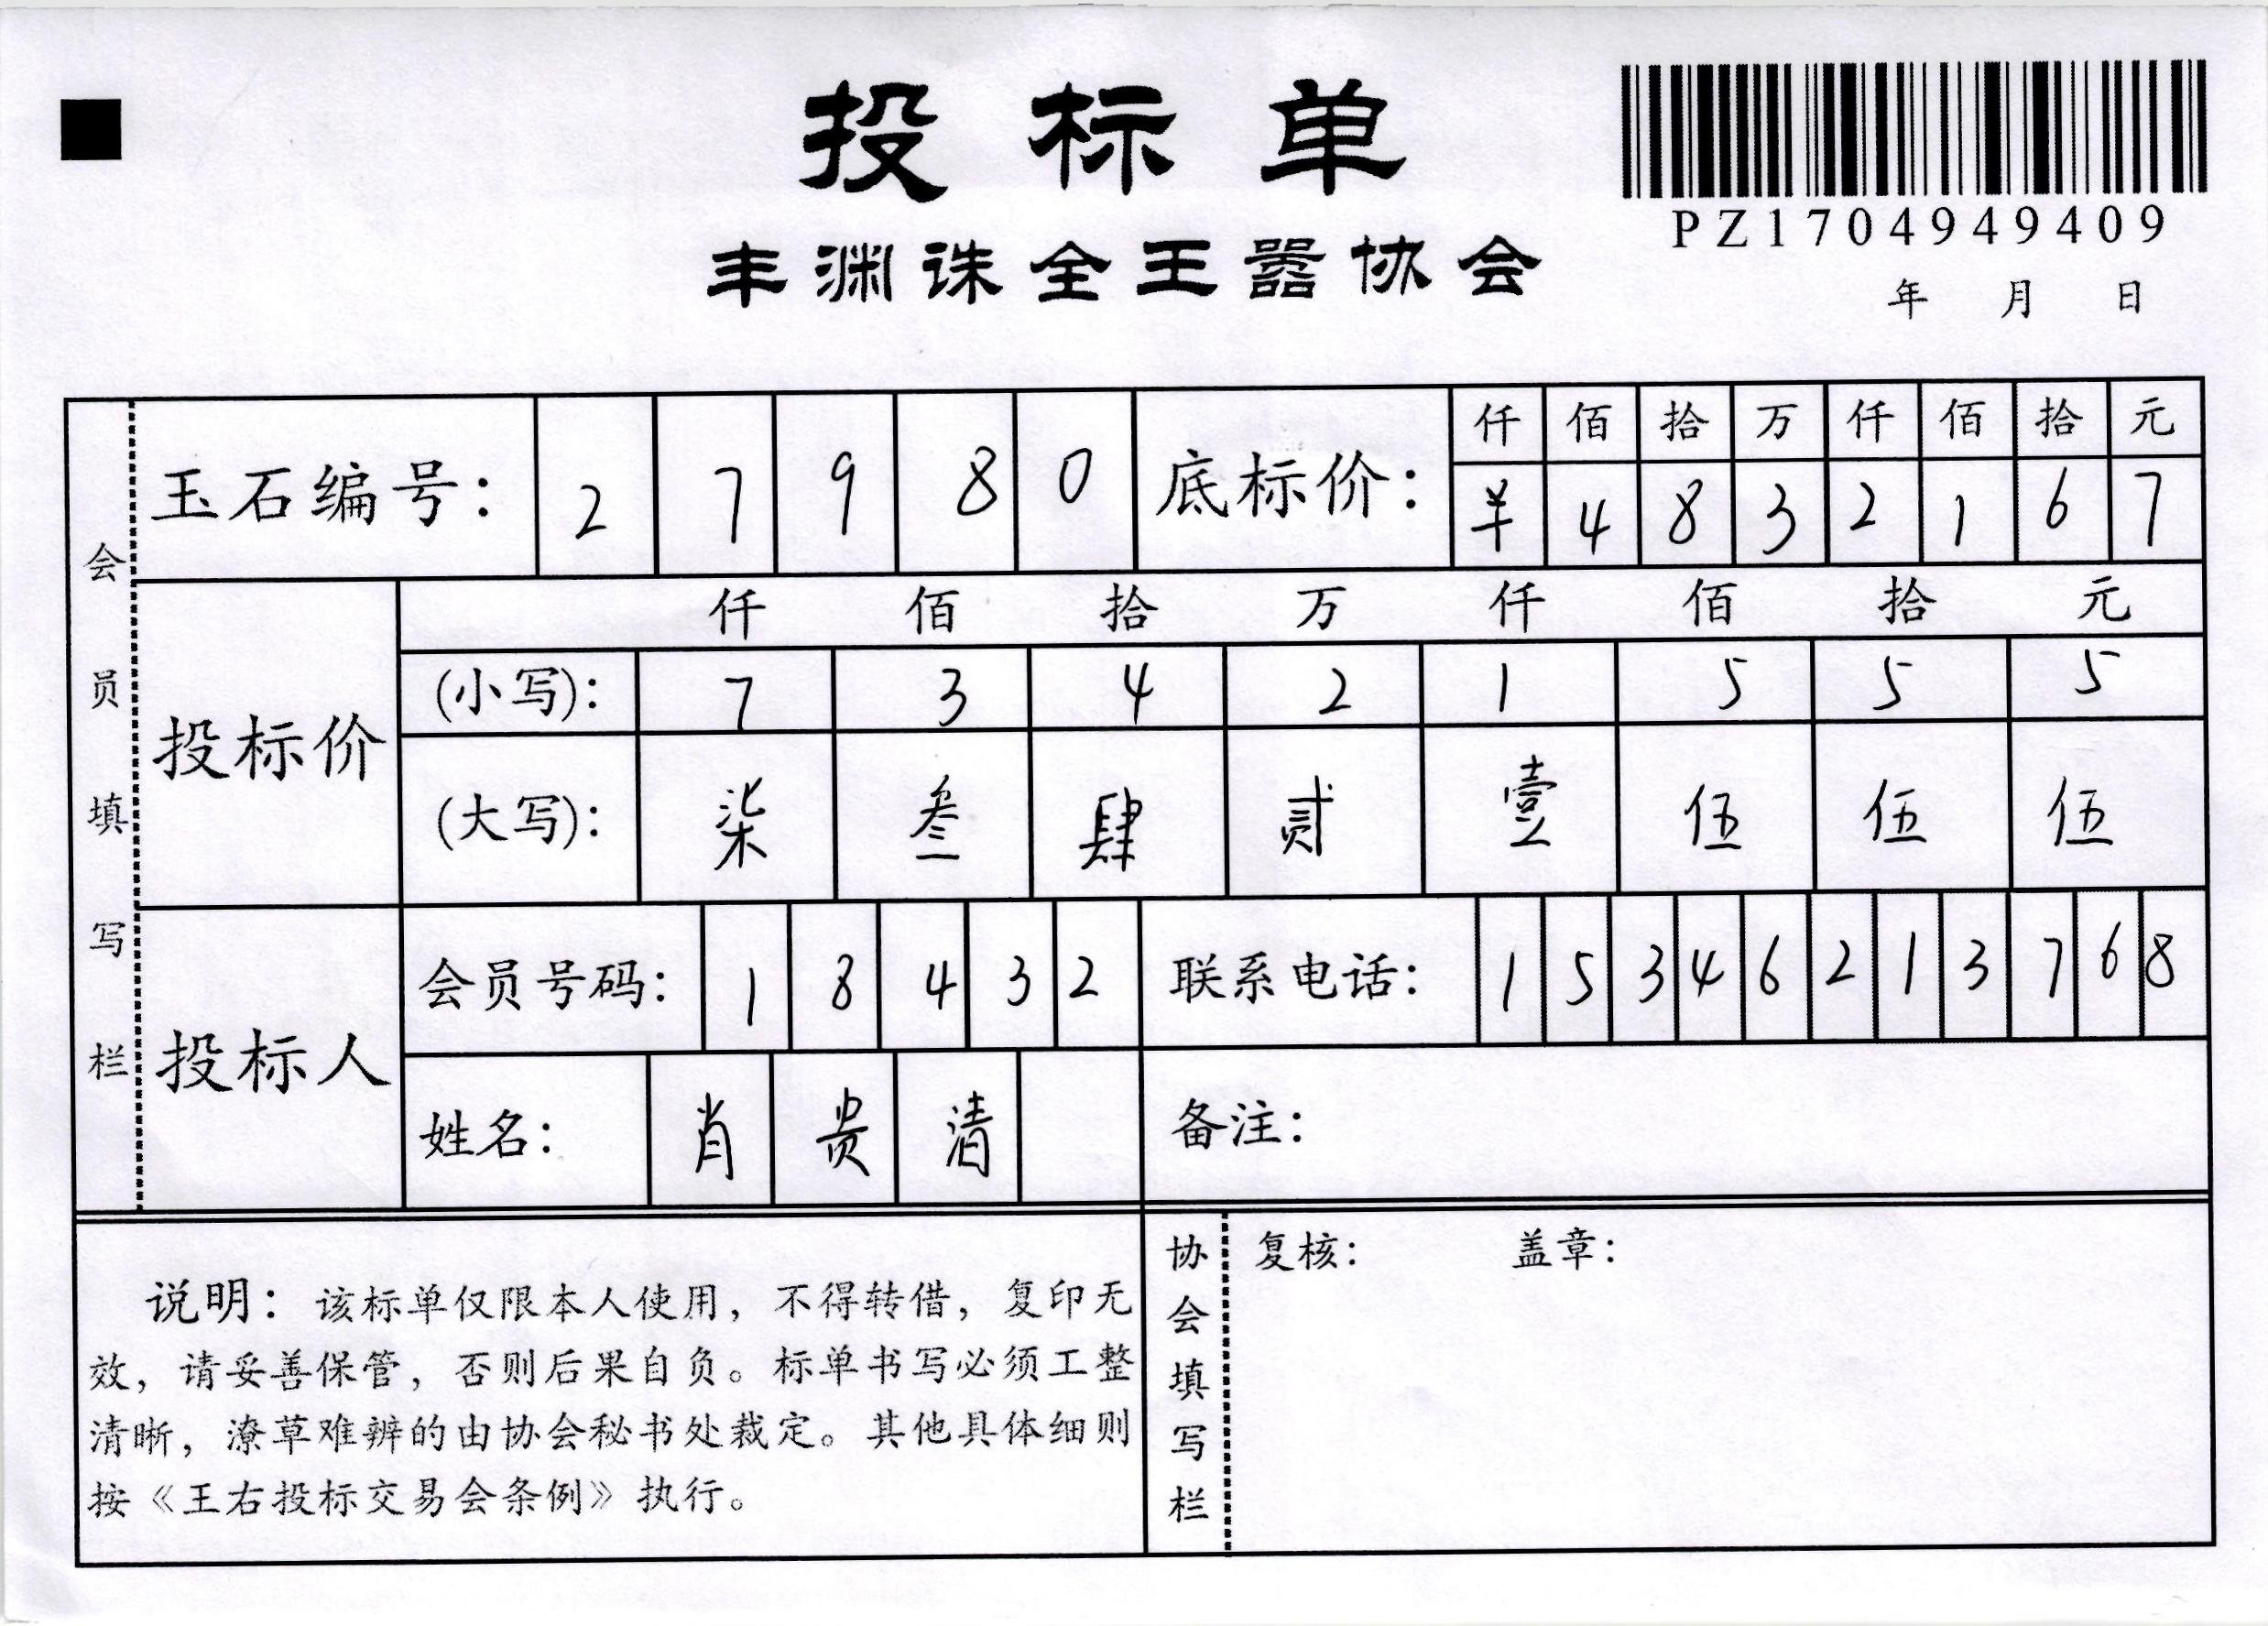 投标单
PZ1704949409
丰渊诛全王嚣协会
年 月 日
会员填写栏
玉石编号： 2 7 9 8 0
底标价：
仟 佰 拾 万 仟 佰 拾 元
¥ 4 8 3 2 1 6 7
投标价
仟 佰 拾 万 仟 佰 拾 元
(小写)： 7 3 4 2 1 5 5 5
(大写)： 柒 叁 肆 贰 壹 伍 伍 伍
投标人
会员号码： 1 8 4 3 2
联系电话： 1 5 3 4 6 2 1 3 7 6 8
姓名： 肖 贵 清
备注：
说明：该标单仅限本人使用，不得转借，复印无
效，请妥善保管，否则后果自负。标单书写必须工整
清晰，潦草难辨的由协会秘书处裁定。其他具体细则
按《王右投标交易会条例》执行。
协会填写栏
复核： 盖章：